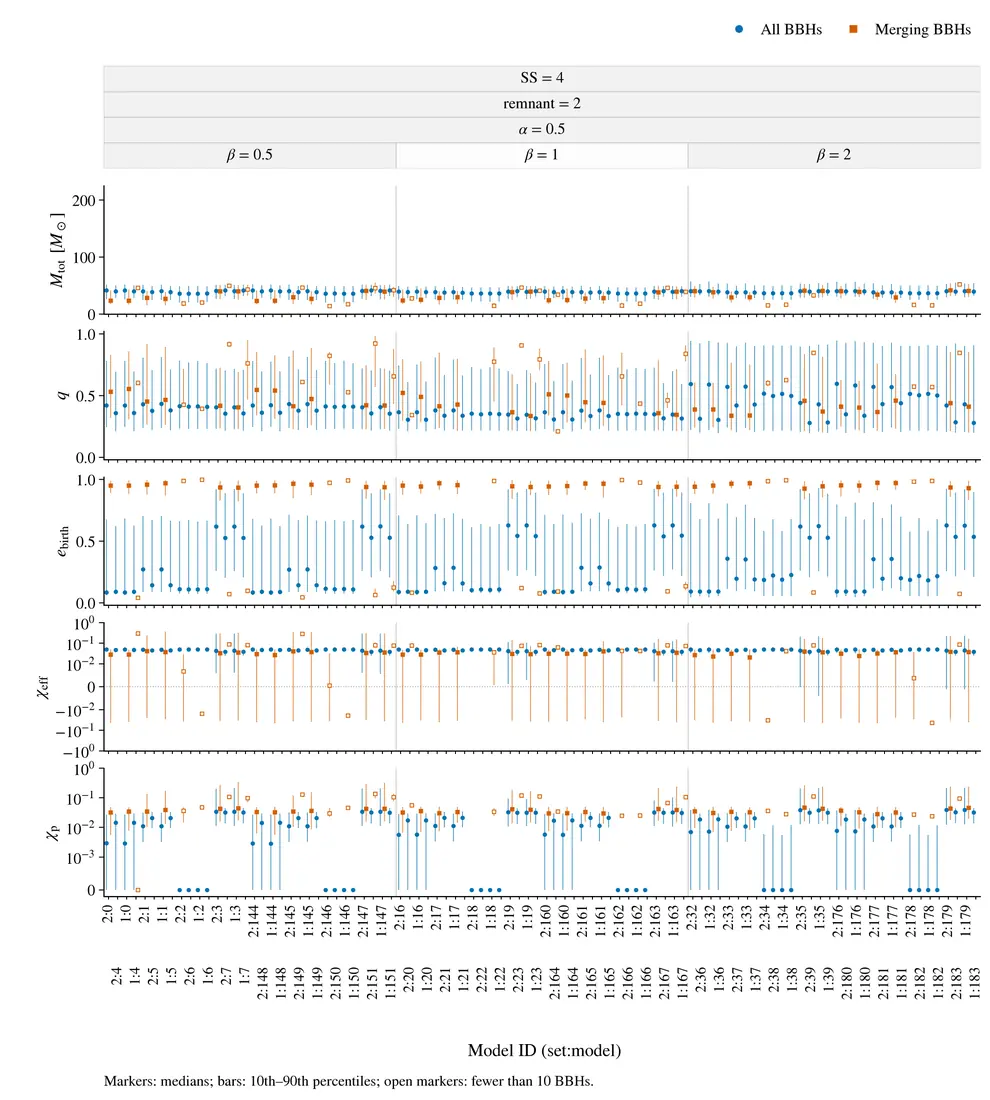 All BBHs
Merging BBHs
SS = 4
remnant = 2
α = 0.5
β = 0.5
β = 1
β = 2
M_tot [M_⊙]
200
100
0
q
1.0
0.5
0.0
e_birth
1.0
0.5
0.0
χ_eff
10^0
10^−1
10^−2
0
−10^−2
−10^−1
−10^0
χ_p
10^0
10^−1
10^−2
10^−3
0
2:0 1:0 2:1 1:1 2:2 1:2 2:3 1:3 2:144 1:144 2:145 1:145 2:146 1:146 2:147 1:147 2:16 1:16 2:17 1:17 2:18 1:18 2:19 1:19 2:160 1:160 2:161 1:161 2:162 1:162 2:163 1:163 2:32 1:32 2:33 1:33 2:34 1:34 2:35 1:35 2:176 1:176 2:177 1:177 2:178 1:178 2:179 1:179
2:4 1:4 2:5 1:5 2:6 1:6 2:7 1:7 2:148 1:148 2:149 1:149 2:150 1:150 2:151 1:151 2:20 1:20 2:21 1:21 2:22 1:22 2:23 1:23 2:164 1:164 2:165 1:165 2:166 1:166 2:167 1:167 2:36 1:36 2:37 1:37 2:38 1:38 2:39 1:39 2:180 1:180 2:181 1:181 2:182 1:182 2:183 1:183
Model ID (set:model)
Markers: medians; bars: 10th–90th percentiles; open markers: fewer than 10 BBHs.